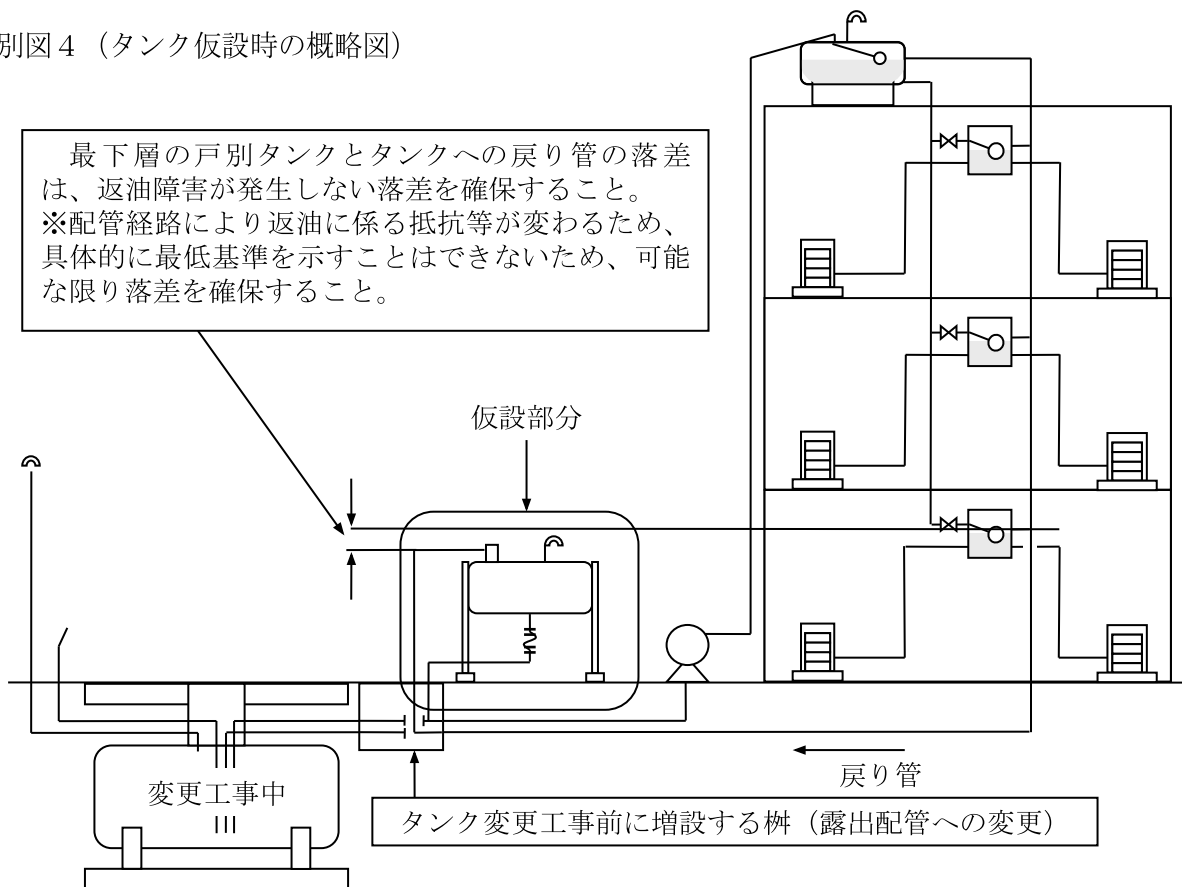 別図４（タンク仮設時の概略図）
最下層の戸別タンクとタンクへの戻り管の落差
は、返油障害が発生しない落差を確保すること。
※配管経路により返油に係る抵抗等が変わるため、
具体的に最低基準を示すことはできないため、可能
な限り落差を確保すること。
仮設部分
変更工事中
戻り管
タンク変更工事前に増設する桝（露出配管への変更）